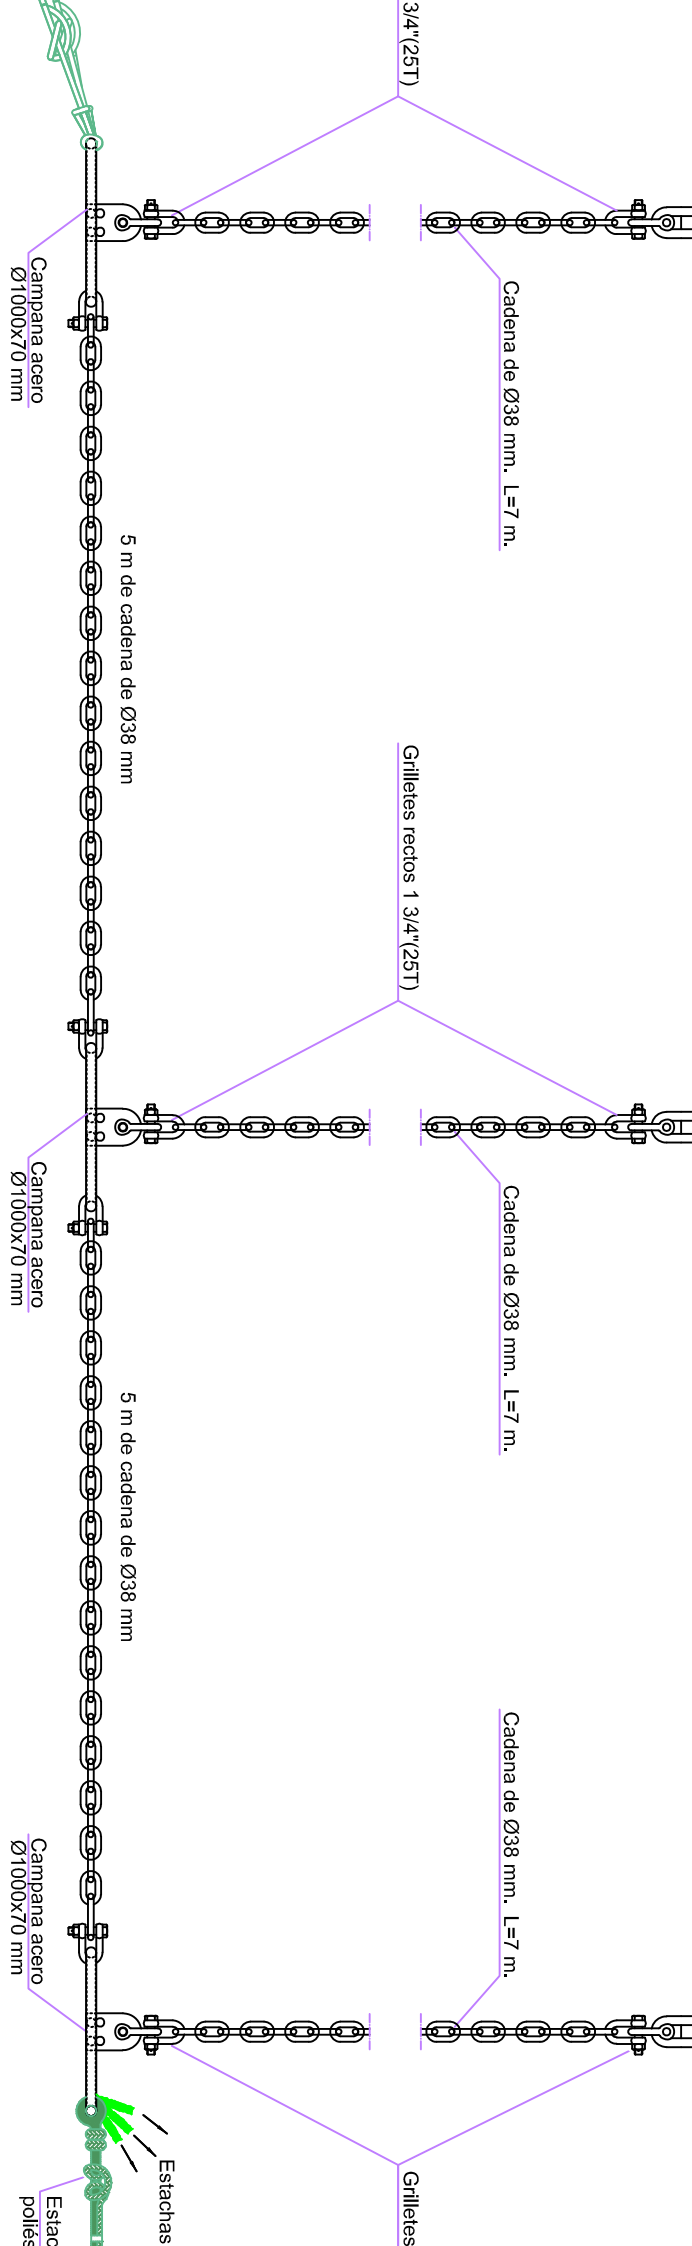 3/4"(25T)
Campana acero
Ø1000x70 mm
Cadena de Ø38 mm. L=7 m.
5 m de cadena de Ø38 mm
Grilletes rectos 1 3/4"(25T)
Campana acero
Ø1000x70 mm
Cadena de Ø38 mm. L=7 m.
5 m de cadena de Ø38 mm
Cadena de Ø38 mm. L=7 m.
Campana acero
Ø1000x70 mm
Estachas
Grilletes
Estac
poliés